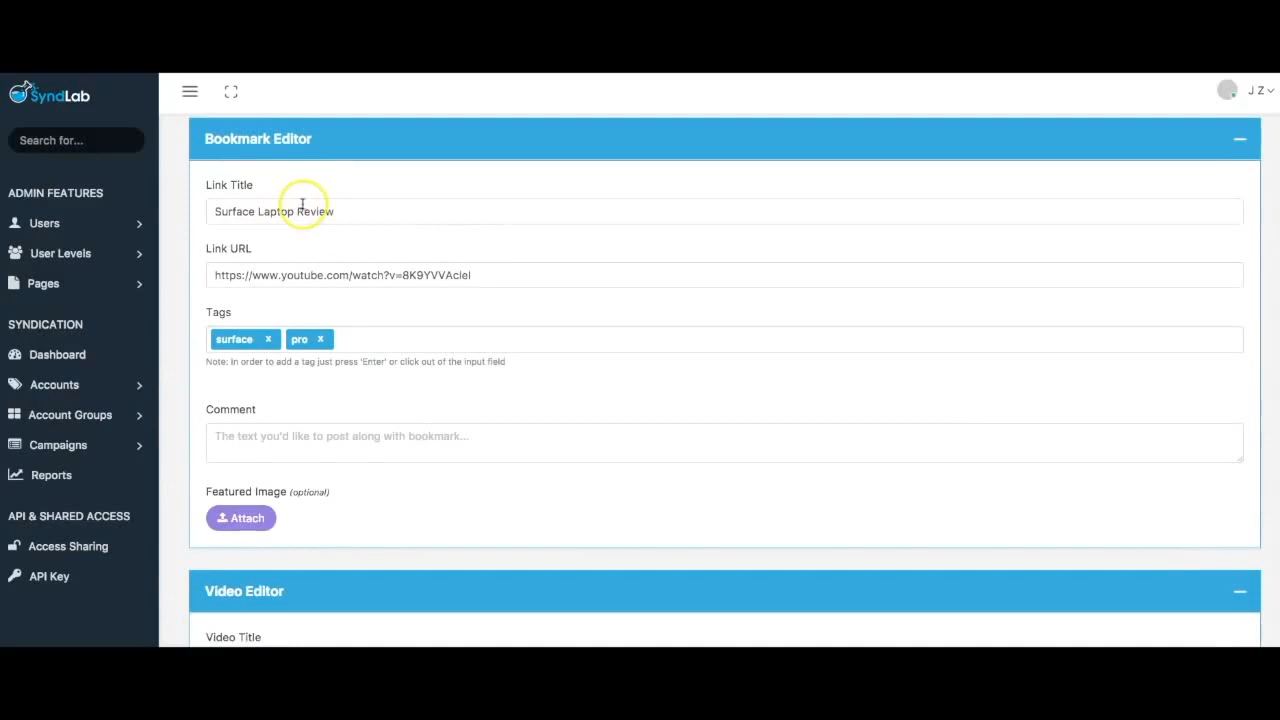 SyndLab
J Z
Search for...
ADMIN FEATURES
Users
User Levels
Pages
SYNDICATION
Dashboard
Accounts
Account Groups
Campaigns
Reports
API & SHARED ACCESS
Access Sharing
API Key
Bookmark Editor
Link Title
Surface Laptop Review
Link URL
https://www.youtube.com/watch?v=8K9YVVAcieI
Tags
surface x pro x
Note: In order to add a tag just press 'Enter' or click out of the input field
Comment
The text you'd like to post along with bookmark...
Featured Image (optional)
Attach
Video Editor
Video Title